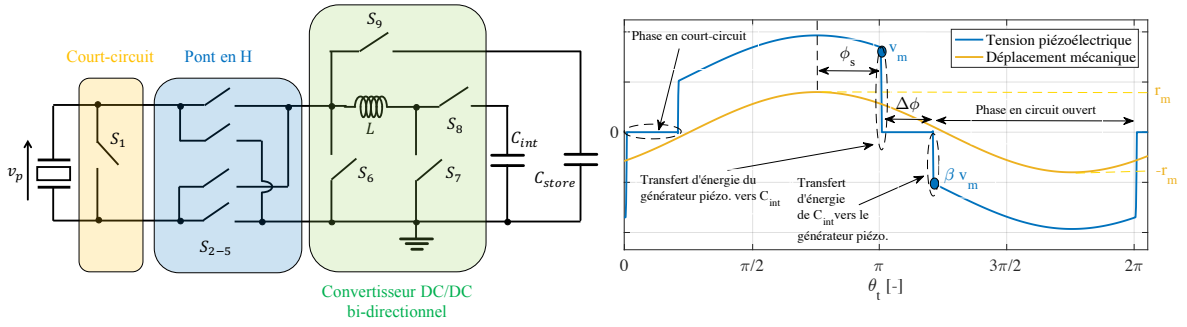 Court-circuit
Pont en H
S_9
S_1
L
S_8
C_int
v_p
S_6
S_7
C_store
S_2-5
Convertisseur DC/DC
bi-directionnel
Phase en court-circuit
ϕ_s
v_m
Tension piézoélectrique
Déplacement mécanique
r_m
Δϕ
Phase en circuit ouvert
0
Transfert d'énergie du
générateur piézo. vers C_int
Transfert
d'énergie
de C_int vers le
générateur piézo.
β v_m
-r_m
0
π/2
π
3π/2
2π
θ_t [-]